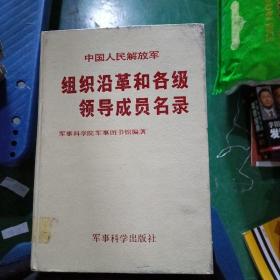 中国人民解放军
组织沿革和各级
领导成员名录
军事科学院军事图书馆编著
军事科学出版社